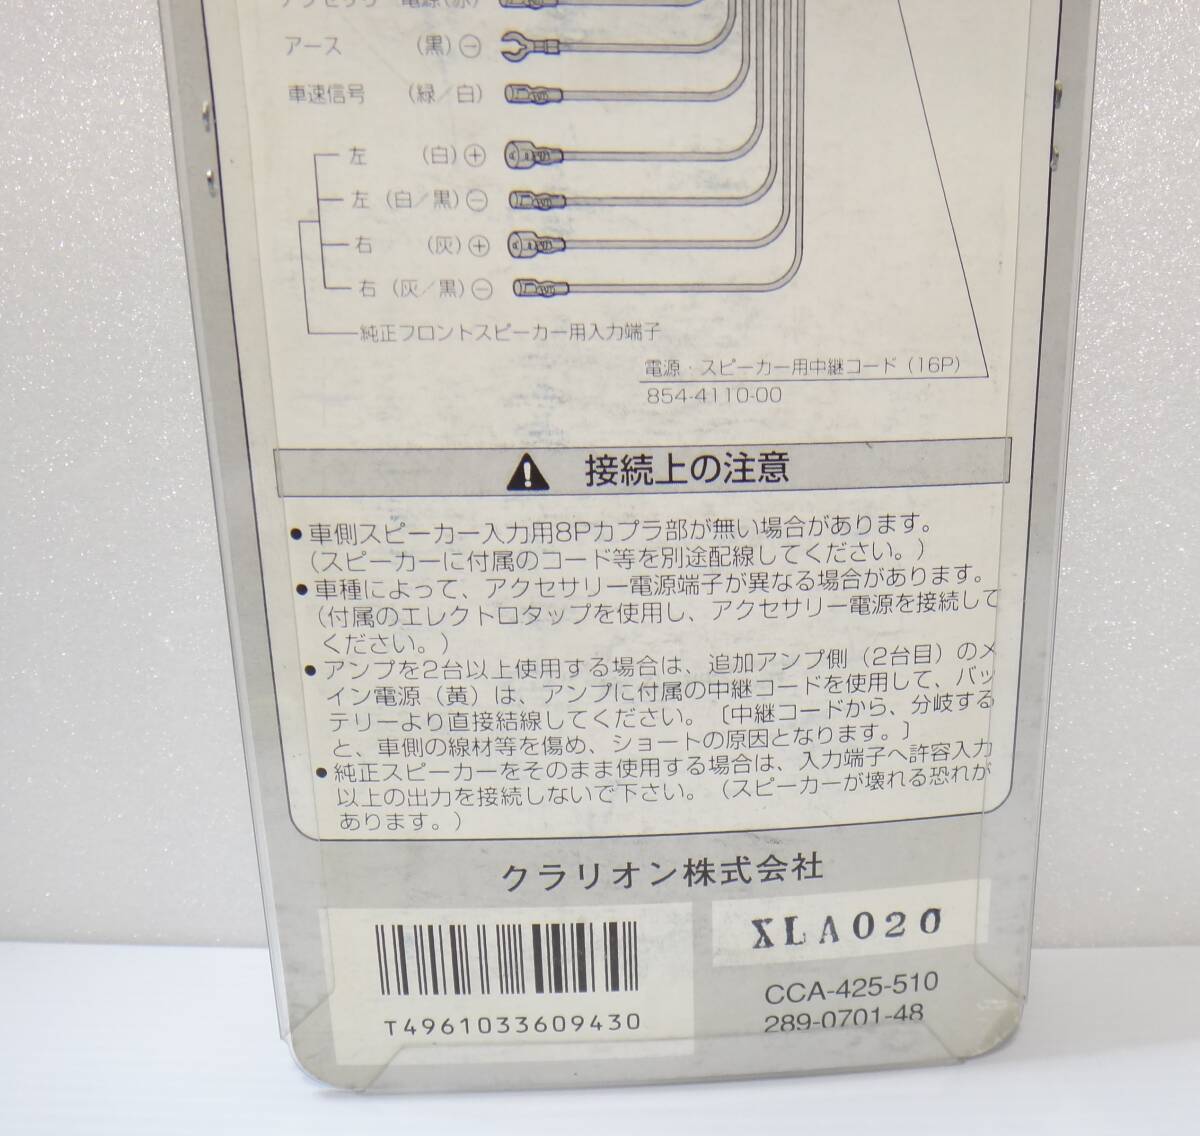 アクセサリー電源(赤)
アース (黒) ⊖
車速信号 (緑／白)
左 (白) ⊕
左 (白／黒) ⊖
右 (灰) ⊕
右 (灰／黒) ⊖
純正フロントスピーカー用入力端子
電源・スピーカー用中継コード (16P)
854-4110-00
接続上の注意
●車側スピーカー入力用8Pカプラ部が無い場合があります。
(スピーカーに付属のコード等を別途配線してください。)
●車種によって、アクセサリー電源端子が異なる場合があります。
(付属のエレクトロタップを使用し、アクセサリー電源を接続して
ください。)
●アンプを2台以上使用する場合は、追加アンプ側 (2台目) のメ
イン電源 (黄) は、アンプに付属の中継コードを使用して、バッ
テリーより直接結線してください。〔中継コードから、分岐する
と、車側の線材等を傷め、ショートの原因となります。〕
●純正スピーカーをそのまま使用する場合は、入力端子へ許容入力
以上の出力を接続しないで下さい。(スピーカーが壊れる恐れが
あります。)
クラリオン株式会社
XLA020
T4961033609430
CCA-425-510
289-0701-48